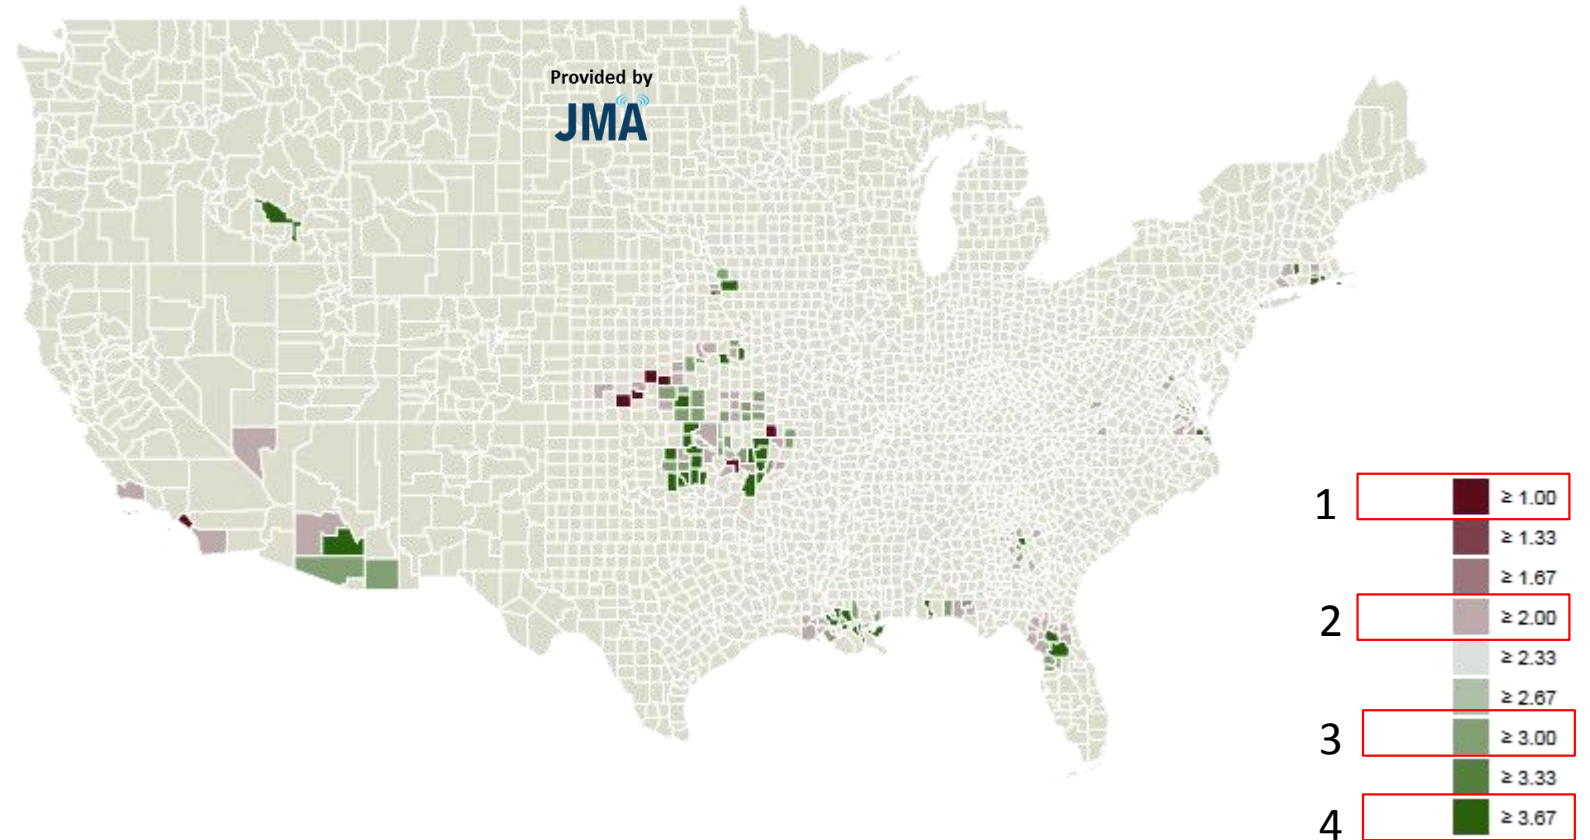 Provided by
JMA
1 ≥ 1.00
≥ 1.33
≥ 1.67
2 ≥ 2.00
≥ 2.33
≥ 2.67
3 ≥ 3.00
≥ 3.33
4 ≥ 3.67